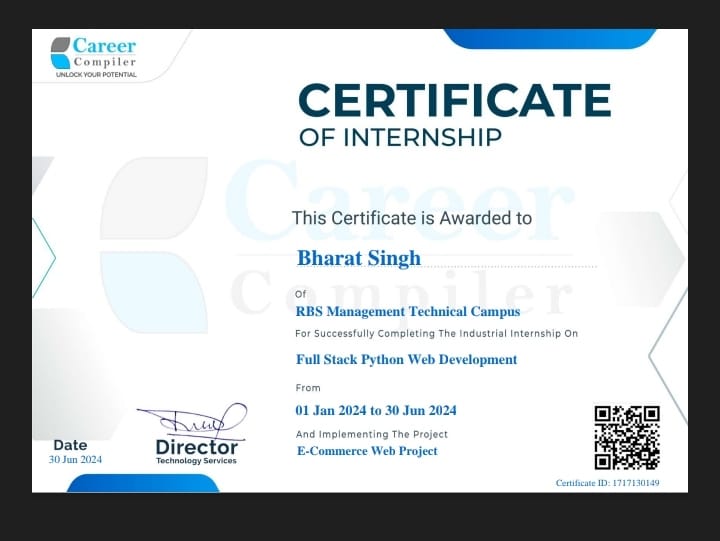 Career
Compiler
UNLOCK YOUR POTENTIAL
CERTIFICATE
OF INTERNSHIP
Career
Compiler
This Certificate is Awarded to
Bharat Singh
Of
RBS Management Technical Campus
For Successfully Completing The Industrial Internship On
Full Stack Python Web Development
From
01 Jan 2024 to 30 Jun 2024
And Implementing The Project
E-Commerce Web Project
Date
30 Jun 2024
Director
Technology Services
Certificate ID: 1717130149